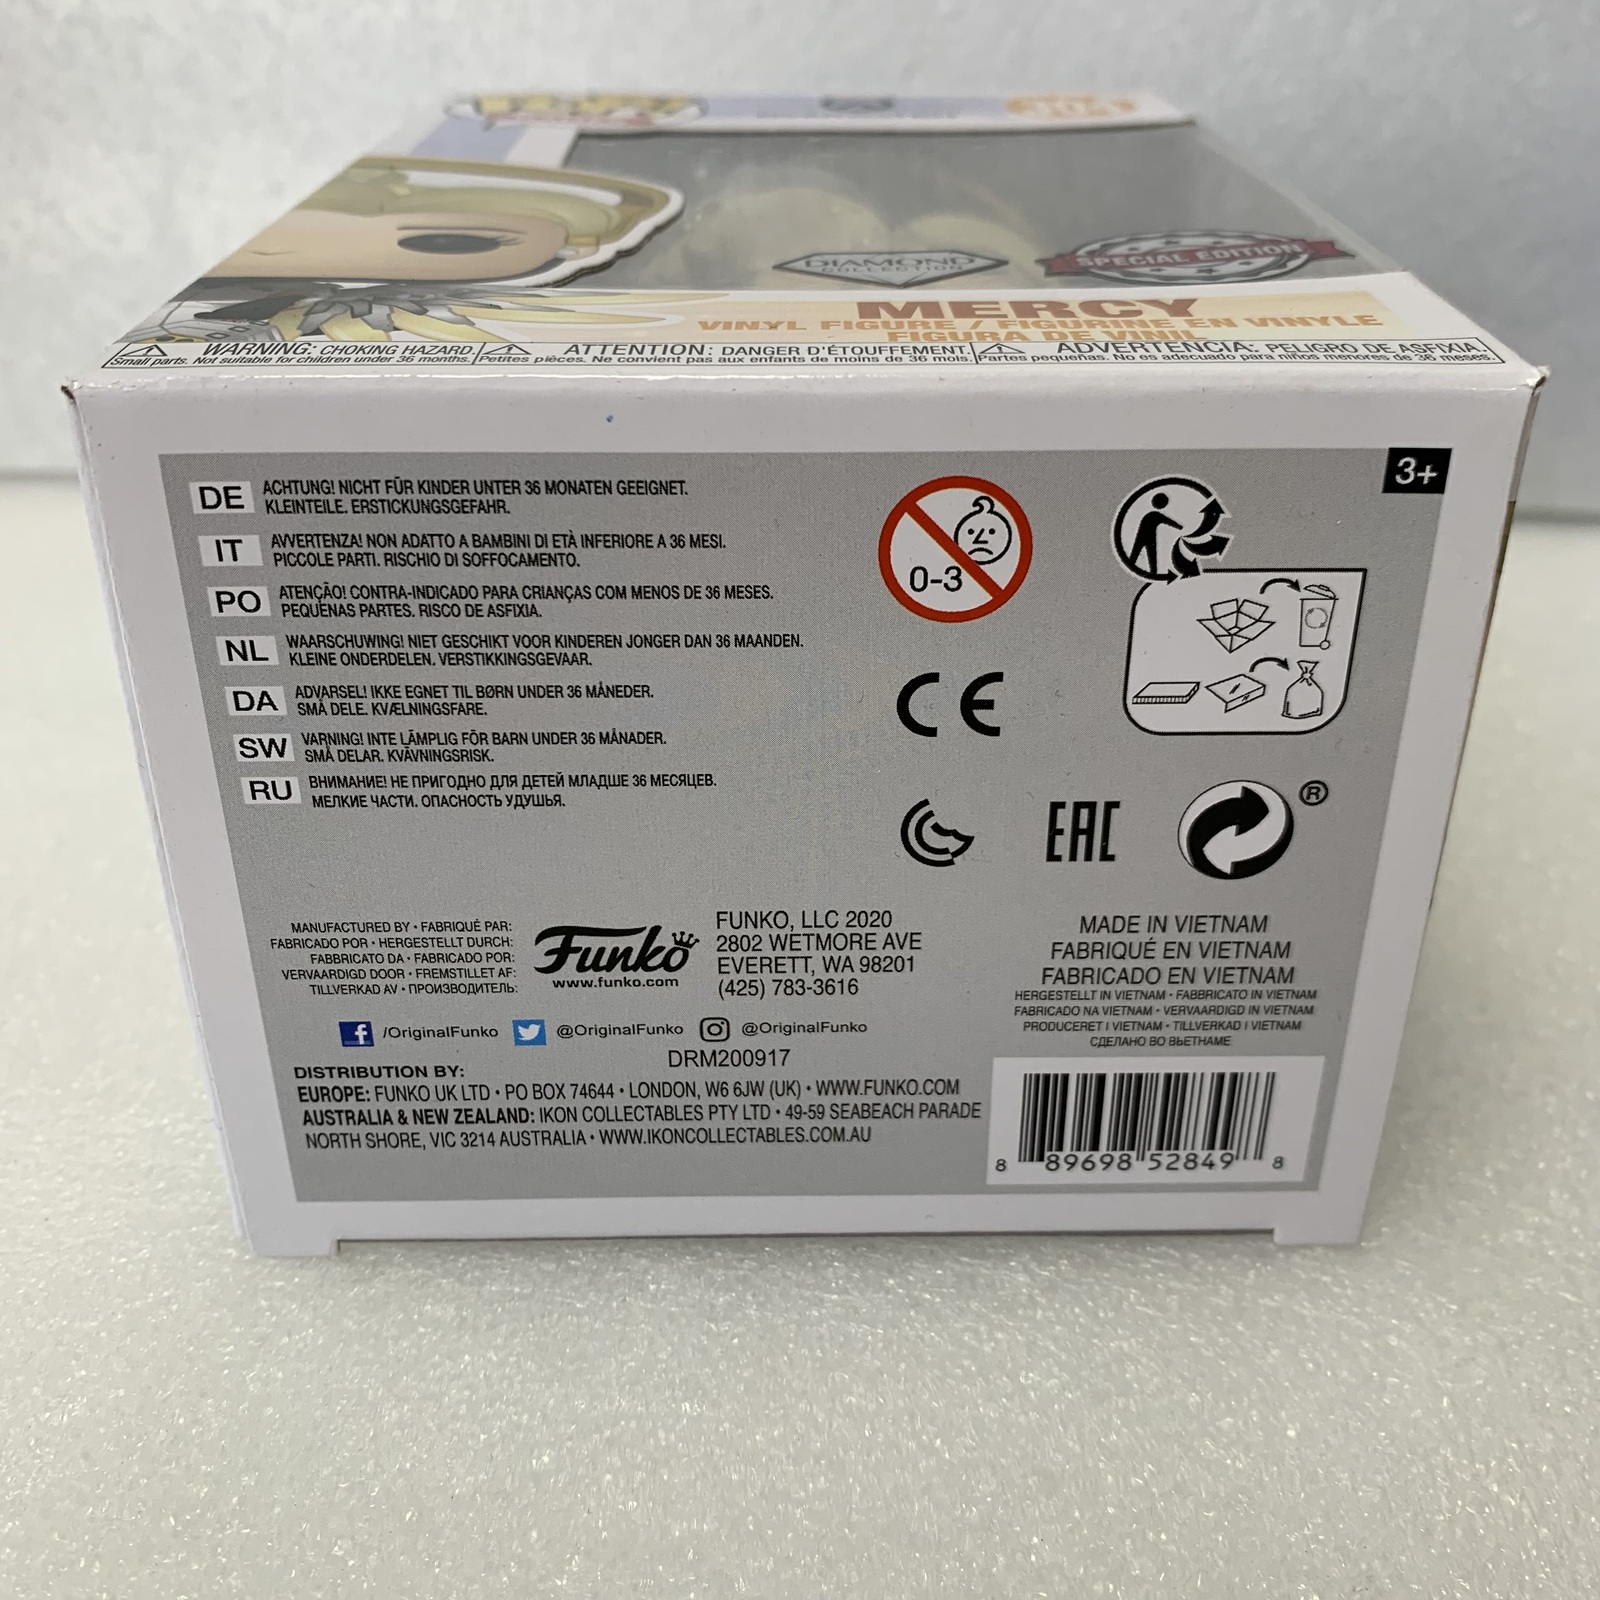 DIAMOND
COLLECTION
SPECIAL EDITION
MERCY
VINYL FIGURE / FIGURINE EN VINYLE
FIGURA DE VINIL
WARNING: CHOKING HAZARD.
Small parts. Not suitable for children under 36 months.
ATTENTION: DANGER D'ÉTOUFFEMENT.
Petites pièces. Ne convient pas aux enfants de moins de 36 mois.
ADVERTENCIA: PELIGRO DE ASFIXIA.
Partes pequeñas. No es adecuado para niños menores de 36 meses.
3+
DE ACHTUNG! NICHT FÜR KINDER UNTER 36 MONATEN GEEIGNET.
KLEINTEILE. ERSTICKUNGSGEFAHR.
IT AVVERTENZA! NON ADATTO A BAMBINI DI ETÀ INFERIORE A 36 MESI.
PICCOLE PARTI. RISCHIO DI SOFFOCAMENTO.
PO ATENÇÃO! CONTRA-INDICADO PARA CRIANÇAS COM MENOS DE 36 MESES.
PEQUENAS PARTES. RISCO DE ASFIXIA.
NL WAARSCHUWING! NIET GESCHIKT VOOR KINDEREN JONGER DAN 36 MAANDEN.
KLEINE ONDERDELEN. VERSTIKKINGSGEVAAR.
DA ADVARSEL! IKKE EGNET TIL BØRN UNDER 36 MÅNEDER.
SMÅ DELE. KVÆLNINGSFARE.
SW VARNING! INTE LÄMPLIG FÖR BARN UNDER 36 MÅNADER.
SMÅ DELAR. KVÄVNINGSRISK.
RU ВНИМАНИЕ! НЕ ПРИГОДНО ДЛЯ ДЕТЕЙ МЛАДШЕ 36 МЕСЯЦЕВ.
МЕЛКИЕ ЧАСТИ. ОПАСНОСТЬ УДУШЬЯ.
0-3
CE
EAC
®
MANUFACTURED BY • FABRIQUÉ PAR:
FABRICADO POR • HERGESTELLT DURCH:
FABBRICATO DA • FABRICADO POR:
VERVAARDIGD DOOR • FREMSTILLET AF:
TILLVERKAD AV • ПРОИЗВОДИТЕЛЬ:
Funko
www.funko.com
FUNKO, LLC 2020
2802 WETMORE AVE
EVERETT, WA 98201
(425) 783-3616
MADE IN VIETNAM
FABRIQUÉ EN VIETNAM
FABRICADO EN VIETNAM
HERGESTELLT IN VIETNAM • FABBRICATO IN VIETNAM
FABRICADO NA VIETNAM • VERVAARDIGD IN VIETNAM
PRODUCERET I VIETNAM • TILLVERKAD I VIETNAM
СДЕЛАНО ВО ВЬЕТНАМЕ
f /OriginalFunko @OriginalFunko @OriginalFunko
DRM200917
DISTRIBUTION BY:
EUROPE: FUNKO UK LTD • PO BOX 74644 • LONDON, W6 6JW (UK) • WWW.FUNKO.COM
AUSTRALIA & NEW ZEALAND: IKON COLLECTABLES PTY LTD • 49-59 SEABEACH PARADE
NORTH SHORE, VIC 3214 AUSTRALIA • WWW.IKONCOLLECTABLES.COM.AU
8 89698 52849 8